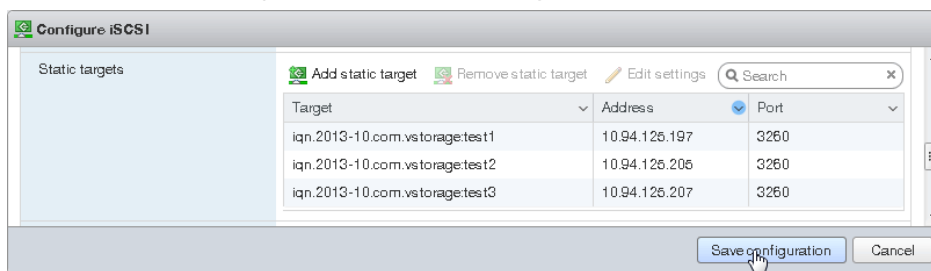 Configure iSCSI
Static targets
Add static target Remove static target Edit settings Search
Target Address Port
iqn.2013-10.com.vstorage:test1 10.94.125.197 3260
iqn.2013-10.com.vstorage:test2 10.94.125.205 3260
iqn.2013-10.com.vstorage:test3 10.94.125.207 3260
Save configuration Cancel